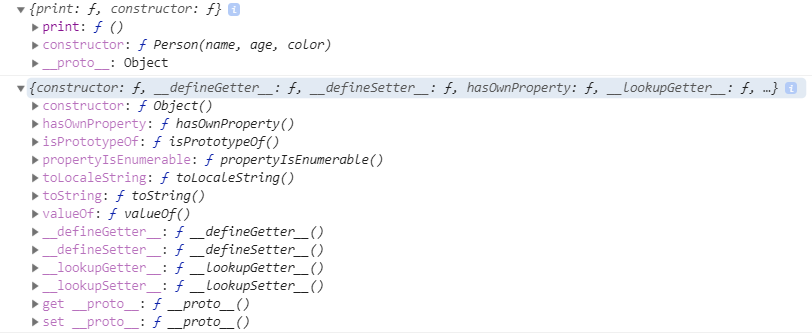 {print: ƒ, constructor: ƒ} i
print: ƒ ()
constructor: ƒ Person(name, age, color)
__proto__: Object
{constructor: ƒ, __defineGetter__: ƒ, __defineSetter__: ƒ, hasOwnProperty: ƒ, __lookupGetter__: ƒ, …} i
constructor: ƒ Object()
hasOwnProperty: ƒ hasOwnProperty()
isPrototypeOf: ƒ isPrototypeOf()
propertyIsEnumerable: ƒ propertyIsEnumerable()
toLocaleString: ƒ toLocaleString()
toString: ƒ toString()
valueOf: ƒ valueOf()
__defineGetter__: ƒ __defineGetter__()
__defineSetter__: ƒ __defineSetter__()
__lookupGetter__: ƒ __lookupGetter__()
__lookupSetter__: ƒ __lookupSetter__()
get __proto__: ƒ __proto__()
set __proto__: ƒ __proto__()